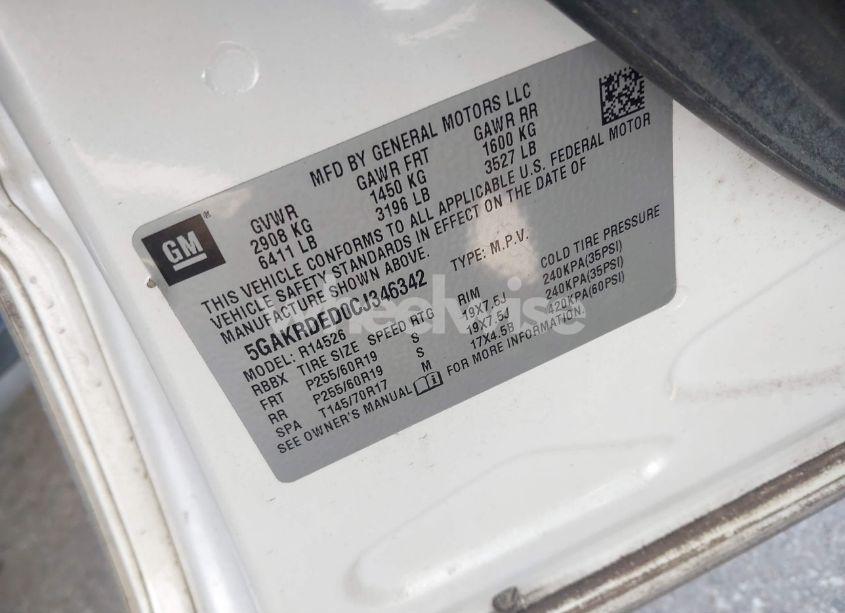 MFD BY GENERAL MOTORS LLC
GVWR GAWR FRT GAWR RR
2908 KG 1450 KG 1600 KG
6411 LB 3196 LB 3527 LB
THIS VEHICLE CONFORMS TO ALL APPLICABLE U.S. FEDERAL MOTOR
VEHICLE SAFETY STANDARDS IN EFFECT ON THE DATE OF
MANUFACTURE SHOWN ABOVE.
GM
5GAKRDED0CJ346342 TYPE: M.P.V.
MODEL: R14526
RBBX TIRE SIZE SPEED RTG RIM COLD TIRE PRESSURE
FRT P255/60R19 S 19X7.5J 240KPA(35PSI)
RR P255/60R19 S 19X7.5J 240KPA(35PSI)
SPA T145/70R17 M 17X4.5B 420KPA(60PSI)
SEE OWNER'S MANUAL FOR MORE INFORMATION.
wheelwise